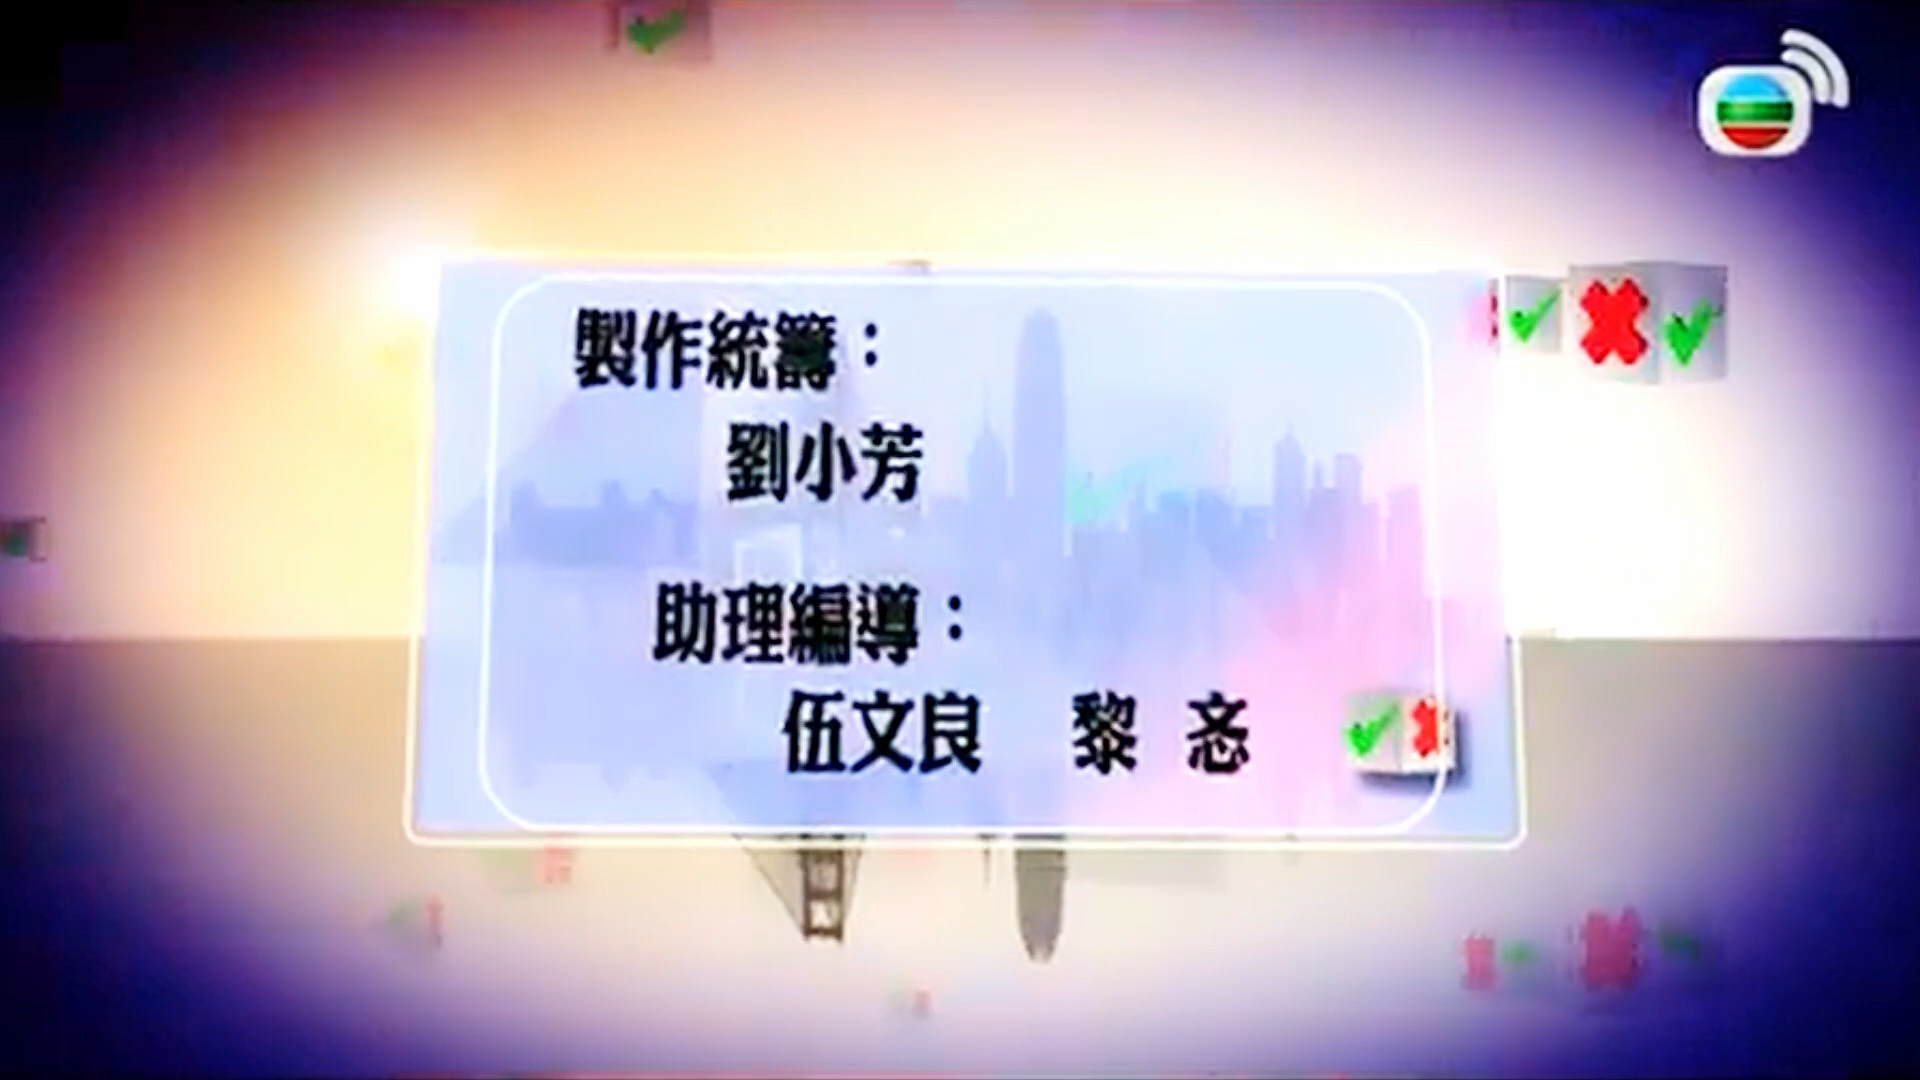 製作統籌：
劉小芳
助理編導：
伍文良 黎 忞